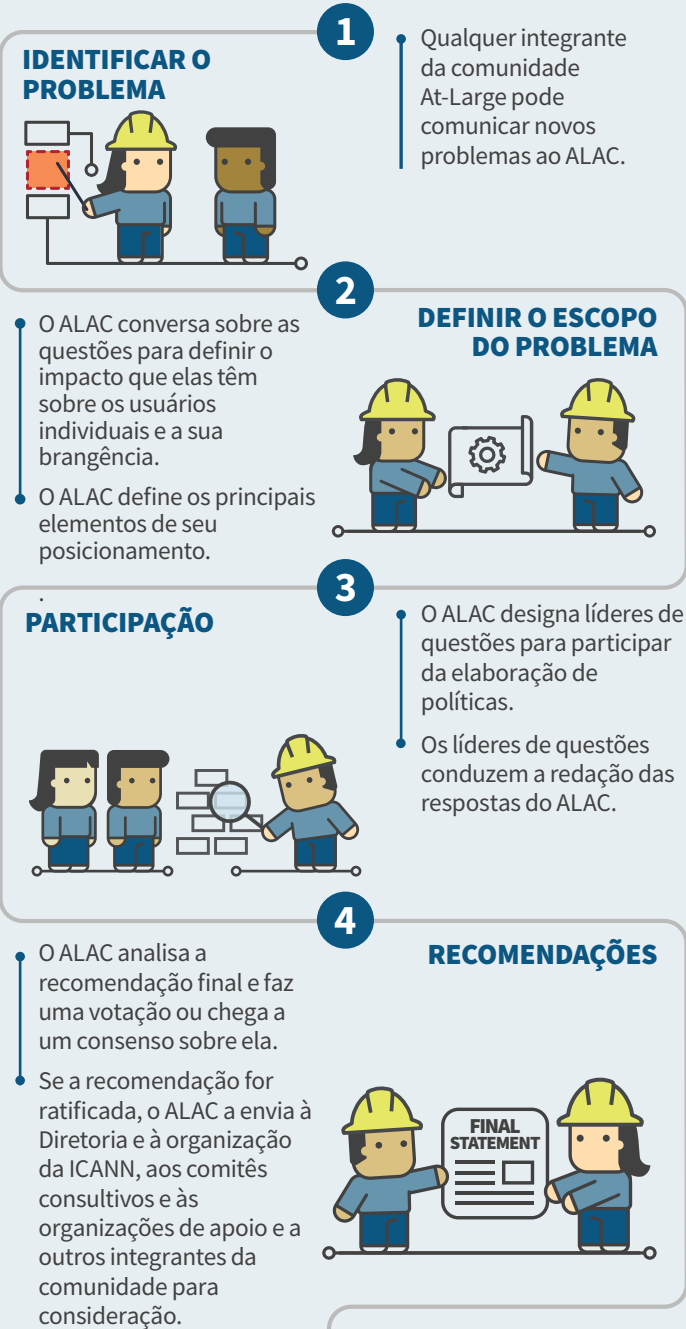 1
IDENTIFICAR O
PROBLEMA
Qualquer integrante
da comunidade
At-Large pode
comunicar novos
problemas ao ALAC.
2
DEFINIR O ESCOPO
DO PROBLEMA
O ALAC conversa sobre as
questões para definir o
impacto que elas têm
sobre os usuários
individuais e a sua
brangência.
O ALAC define os principais
elementos de seu
posicionamento.
.
3
PARTICIPAÇÃO
O ALAC designa líderes de
questões para participar
da elaboração de
políticas.
Os líderes de questões
conduzem a redação das
respostas do ALAC.
4
RECOMENDAÇÕES
O ALAC analisa a
recomendação final e faz
uma votação ou chega a
um consenso sobre ela.
Se a recomendação for
ratificada, o ALAC a envia à
Diretoria e à organização
da ICANN, aos comitês
consultivos e às
organizações de apoio e a
outros integrantes da
comunidade para
consideração.
FINAL
STATEMENT